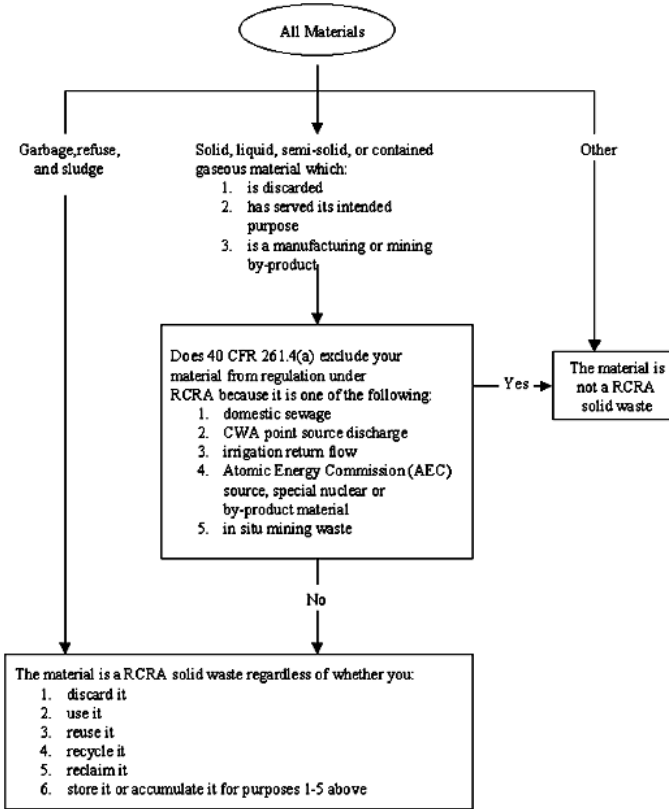 All Materials
Garbage,refuse,
and sludge
Solid, liquid, semi-solid, or contained
gaseous material which:
1. is discarded
2. has served its intended
purpose
3. is a manufacturing or mining
by-product
Other
Does 40 CFR 261.4(a) exclude your
material from regulation under
RCRA because it is one of the following:
1. domestic sewage
2. CWA point source discharge
3. irrigation return flow
4. Atomic Energy Commission (AEC)
source, special nuclear or
by-product material
5. in situ mining waste
Yes
The material is
not a RCRA
solid waste
No
The material is a RCRA solid waste regardless of whether you:
1. discard it
2. use it
3. reuse it
4. recycle it
5. reclaim it
6. store it or accumulate it for purposes 1-5 above